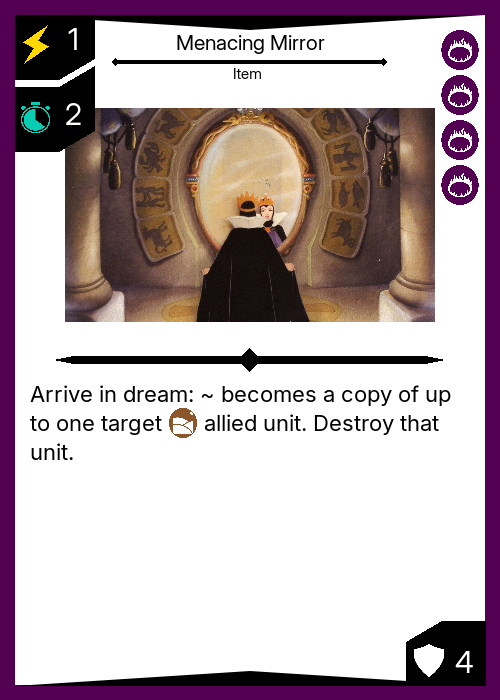 1
Menacing Mirror
Item
2
Arrive in dream: ~ becomes a copy of up
to one target allied unit. Destroy that
unit.
4